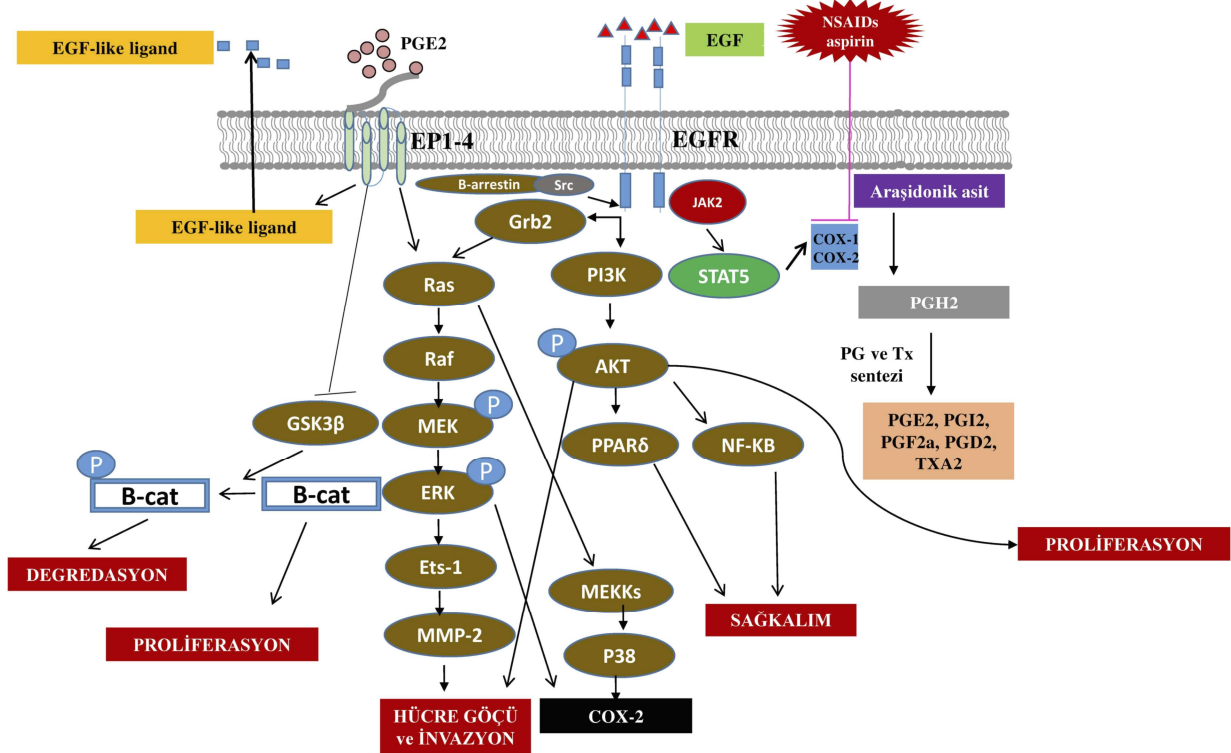 NSAIDs
aspirin
EGF-like ligand
PGE2
EGF
EP1-4
EGFR
B-arrestin
Src
JAK2
Araşidonik asit
EGF-like ligand
Grb2
COX-1
COX-2
Ras
PI3K
STAT5
PGH2
P
Raf
AKT
PG ve Tx
sentezi
GSK3β
MEK
P
PPARδ
NF-KB
PGE2, PGI2,
PGF2a, PGD2,
TXA2
P
B-cat
B-cat
ERK
P
PROLİFERASYON
DEGREDASYON
Ets-1
MEKKs
SAĞKALIM
PROLİFERASYON
MMP-2
P38
HÜCRE GÖÇÜ
ve İNVAZYON
COX-2